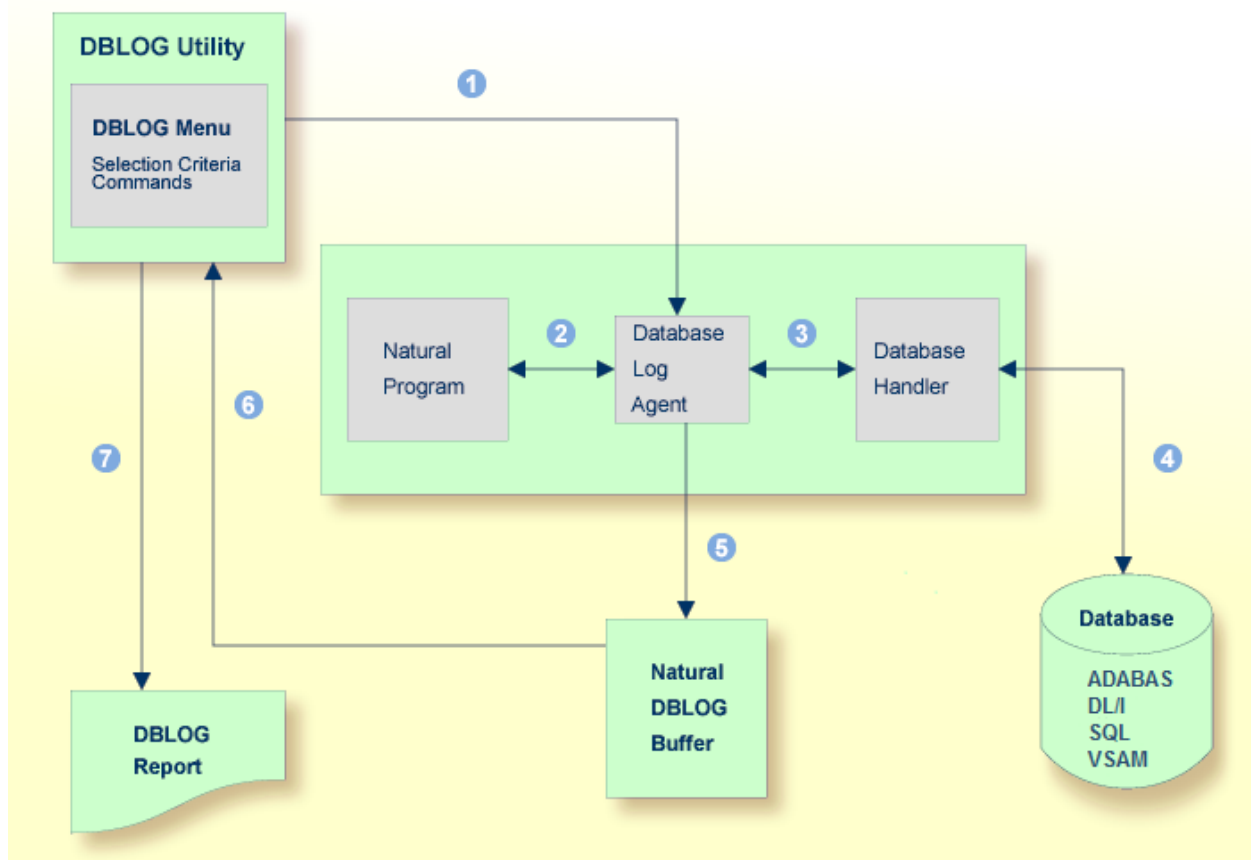 DBLOG Utility
DBLOG Menu
Selection Criteria
Commands
1
Natural
Program
2
Database
Log
Agent
3
Database
Handler
4
5
6
7
DBLOG
Report
Natural
DBLOG
Buffer
Database
ADABAS
DL/I
SQL
VSAM